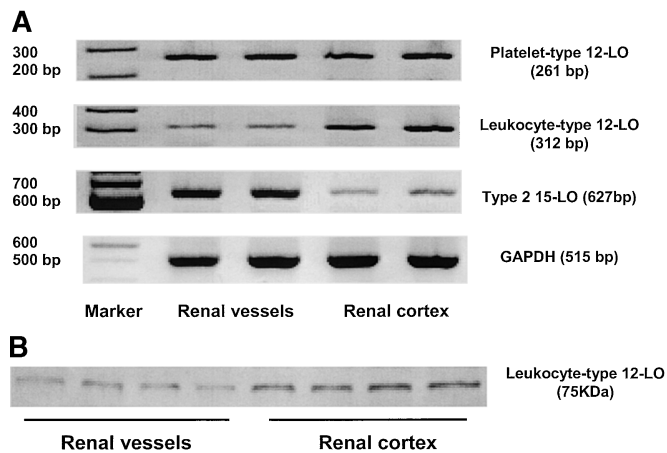 A
300
200 bp
Platelet-type 12-LO
(261 bp)
400
300 bp
Leukocyte-type 12-LO
(312 bp)
700
600 bp
Type 2 15-LO (627bp)
600
500 bp
GAPDH (515 bp)
Marker Renal vessels Renal cortex
B
Leukocyte-type 12-LO
(75KDa)
Renal vessels Renal cortex